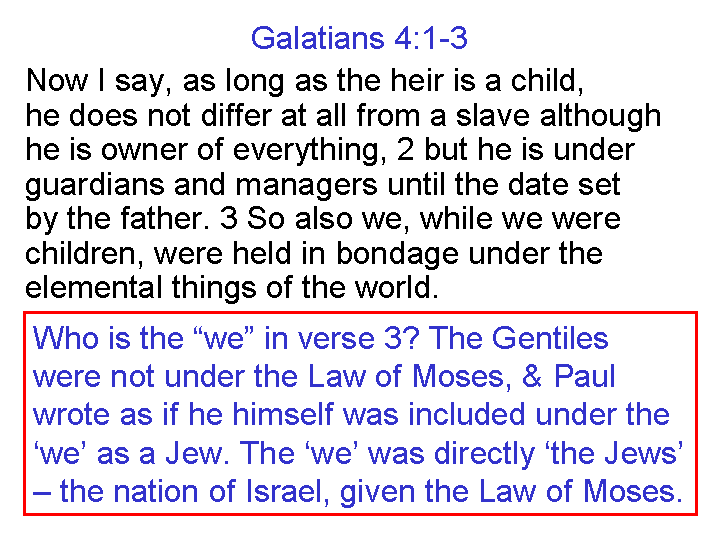 Galatians 4:1-3
Now I say, as long as the heir is a child,
he does not differ at all from a slave although
he is owner of everything, 2 but he is under
guardians and managers until the date set
by the father. 3 So also we, while we were
children, were held in bondage under the
elemental things of the world.
Who is the “we” in verse 3? The Gentiles
were not under the Law of Moses, & Paul
wrote as if he himself was included under the
‘we’ as a Jew. The ‘we’ was directly ‘the Jews’
– the nation of Israel, given the Law of Moses.